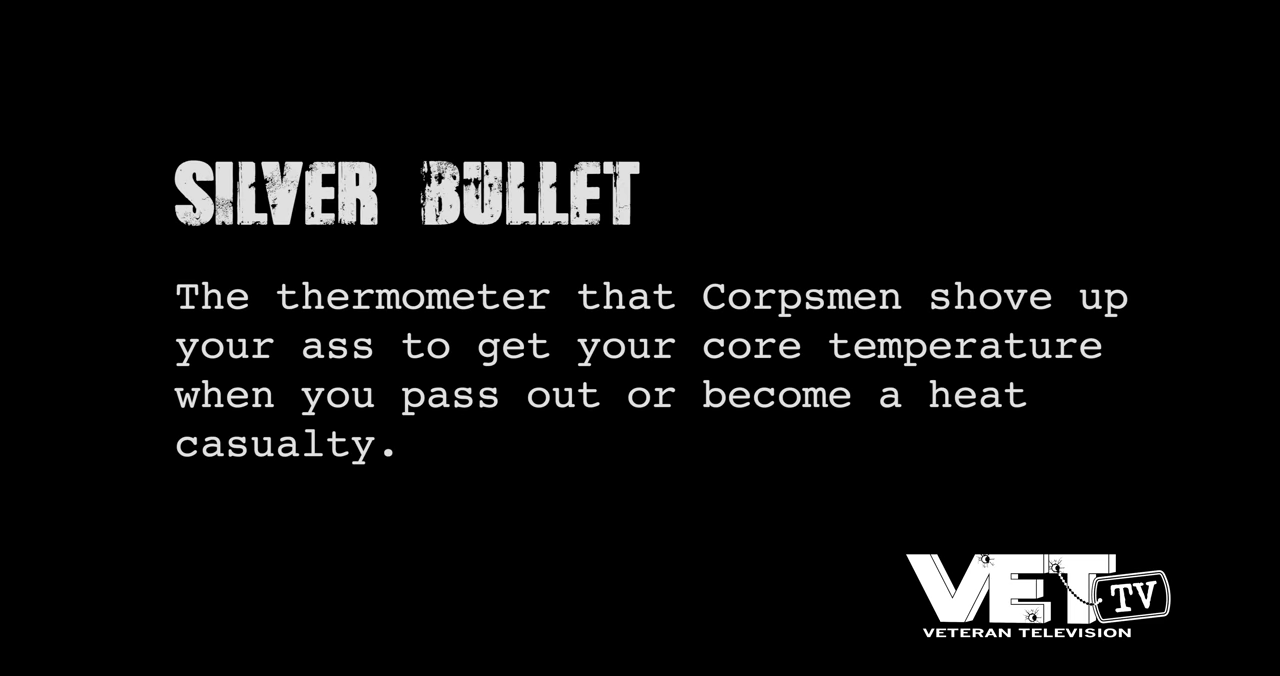 SILVER BULLET
The thermometer that Corpsmen shove up
your ass to get your core temperature
when you pass out or become a heat
casualty.
VET TV
VETERAN TELEVISION